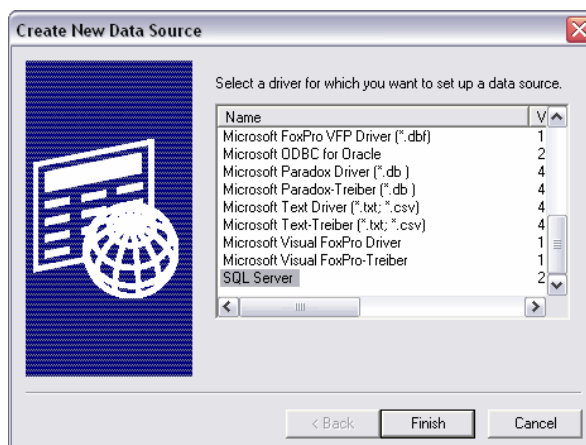 Create New Data Source
Select a driver for which you want to set up a data source.
Name V
Microsoft FoxPro VFP Driver (*.dbf) 1
Microsoft ODBC for Oracle 2
Microsoft Paradox Driver (*.db ) 4
Microsoft Paradox-Treiber (*.db ) 4
Microsoft Text Driver (*.txt; *.csv) 4
Microsoft Text-Treiber (*.txt; *.csv) 4
Microsoft Visual FoxPro Driver 1
Microsoft Visual FoxPro-Treiber 1
SQL Server 2
< Back Finish Cancel